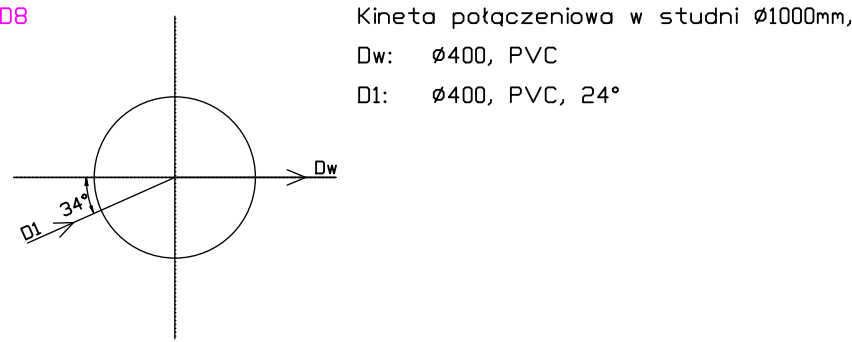 D8
Kineta połączeniowa w studni Ø1000mm,
Dw: Ø400, PVC
D1: Ø400, PVC, 24°
Dw
34°
D1